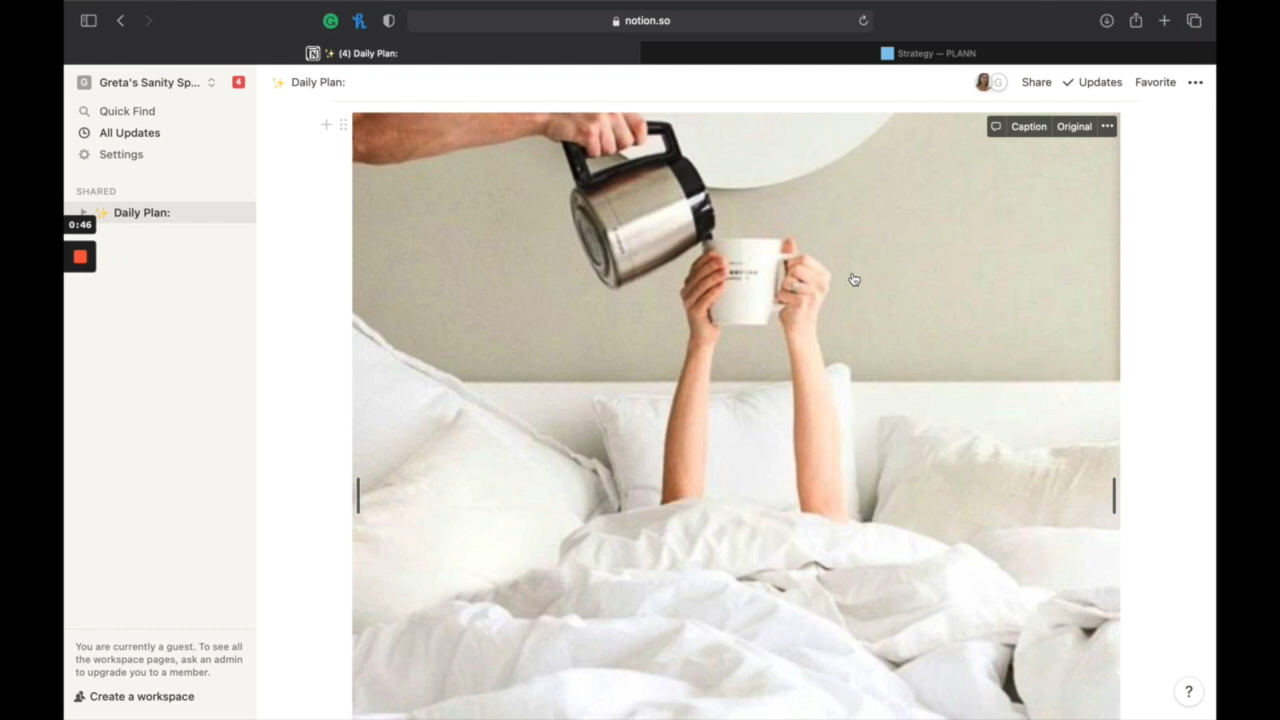 notion.so
✨ (4) Daily Plan:
Strategy — PLANN
G Greta's Sanity Sp... 4
✨ Daily Plan:
G
Share ✓ Updates Favorite •••
Quick Find
All Updates
Settings
SHARED
✨ Daily Plan:
0:46
Caption Original •••
You are currently a guest. To see all
the workspace pages, ask an admin
to upgrade you to a member.
Create a workspace
?